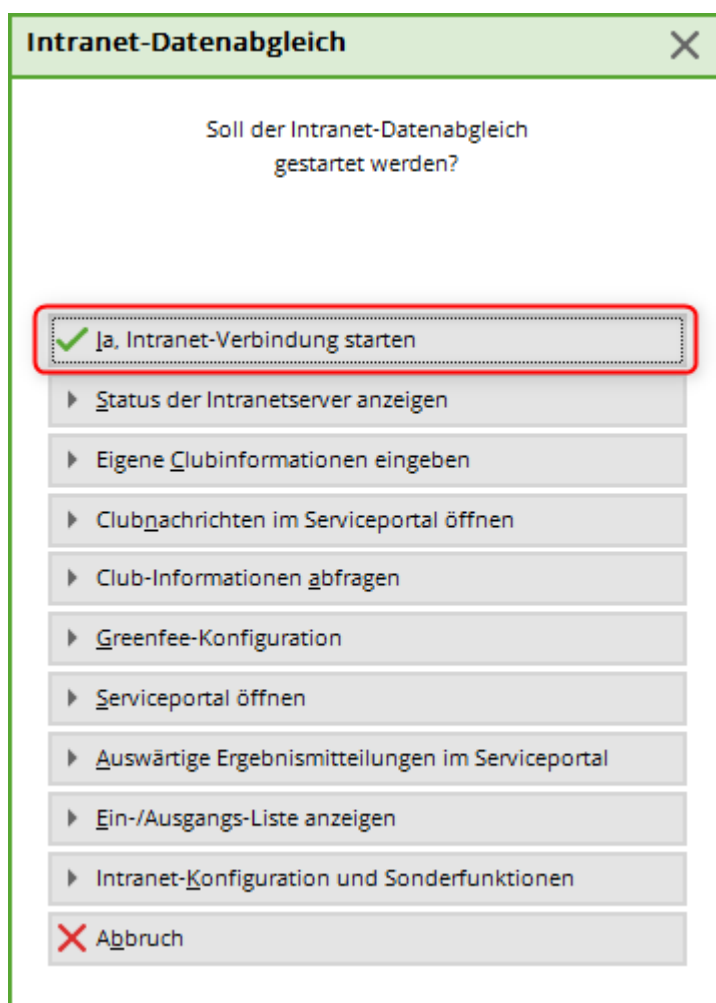 Intranet-Datenabgleich
Soll der Intranet-Datenabgleich
gestartet werden?
Ja, Intranet-Verbindung starten
Status der Intranetserver anzeigen
Eigene Clubinformationen eingeben
Clubnachrichten im Serviceportal öffnen
Club-Informationen abfragen
Greenfee-Konfiguration
Serviceportal öffnen
Auswärtige Ergebnismitteilungen im Serviceportal
Ein-/Ausgangs-Liste anzeigen
Intranet-Konfiguration und Sonderfunktionen
Abbruch